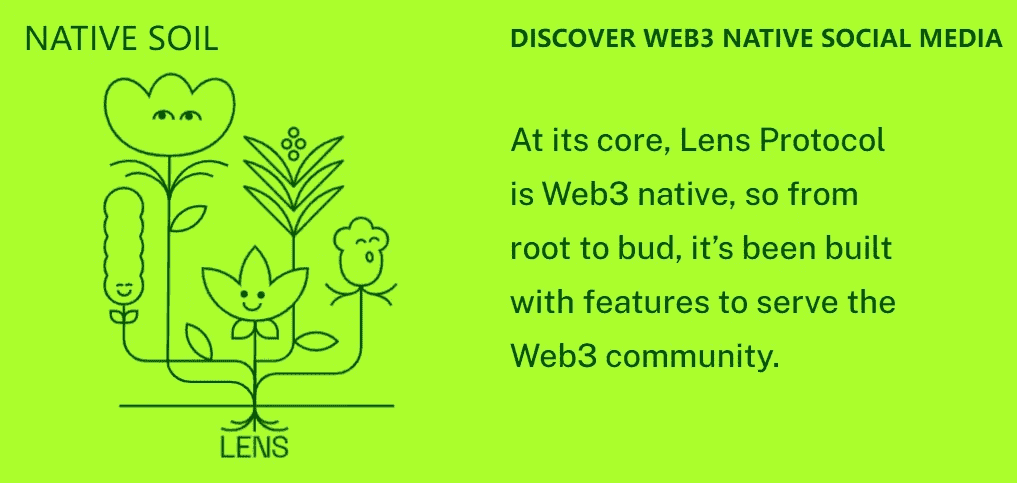 NATIVE SOIL
LENS
DISCOVER WEB3 NATIVE SOCIAL MEDIA
At its core, Lens Protocol
is Web3 native, so from
root to bud, it’s been built
with features to serve the
Web3 community.